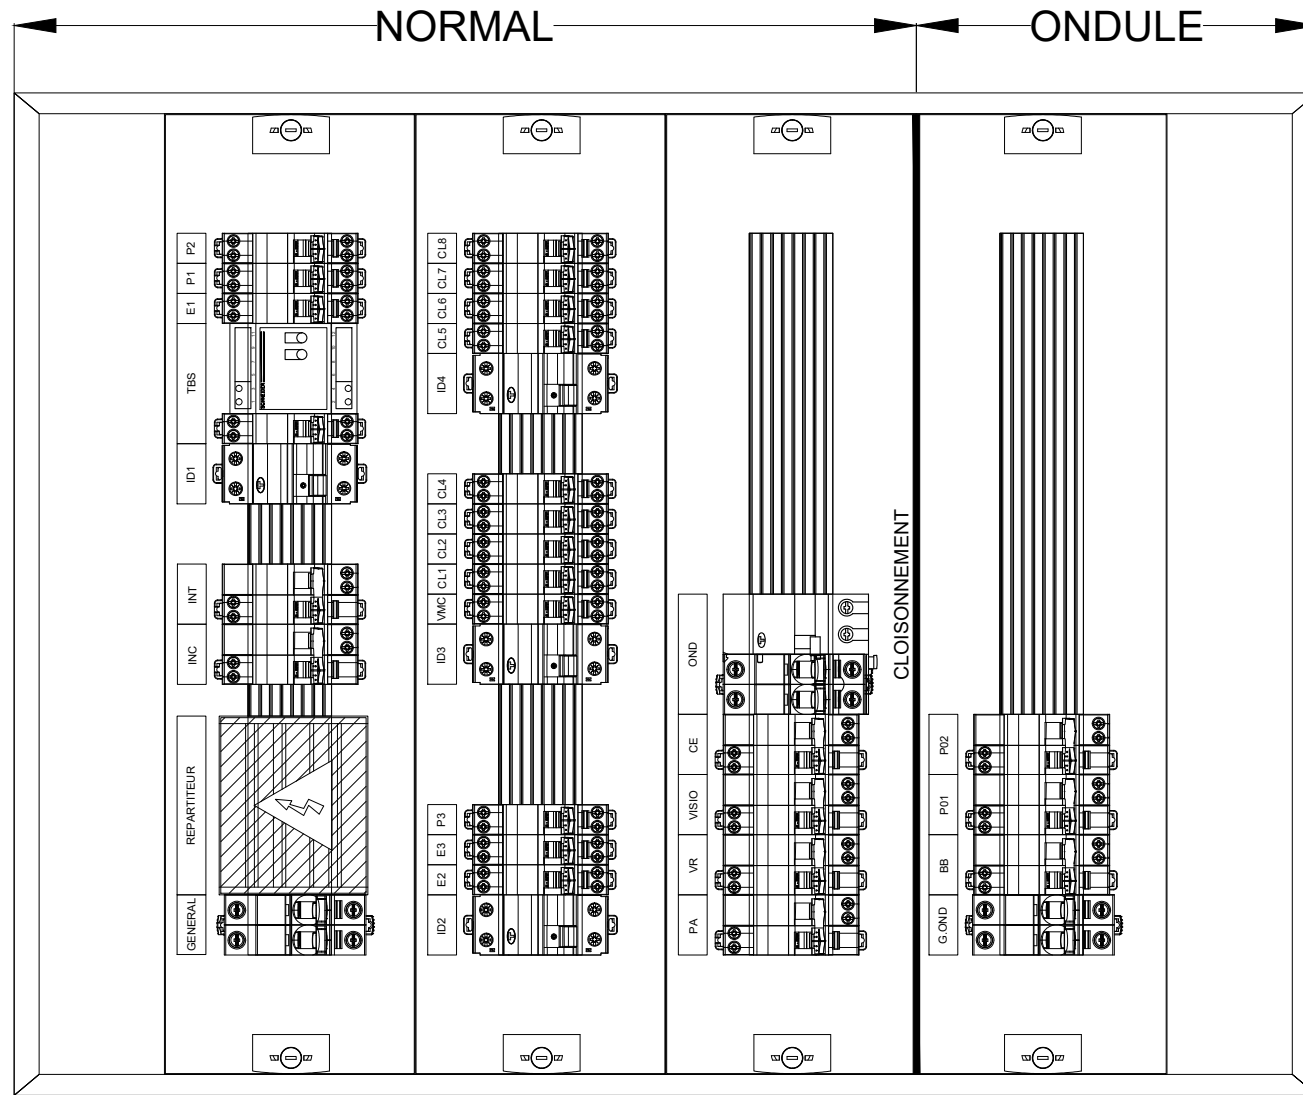 NORMAL
ONDULE
P2
P1
E1
TBS
ID1
INT
INC
REPARTITEUR
GENERAL
CL8
CL7
CL6
CL5
ID4
CL4
CL3
CL2
CL1
VMC
ID3
P3
E3
E2
ID2
OND
CE
VISIO
VR
PA
CLOISONNEMENT
P02
P01
BB
G.OND